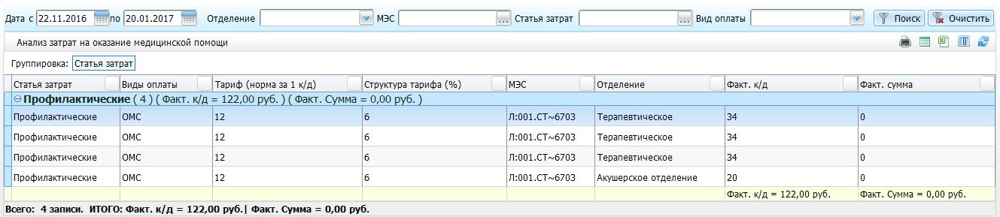 Дата с 22.11.2016 по 20.01.2017 Отделение МЭС ... Статья затрат ... Вид оплаты Поиск Очистить
Анализ затрат на оказание медицинской помощи
Группировка: Статья затрат
Статья затрат Виды оплаты Тариф (норма за 1 к/д) Структура тарифа (%) МЭС Отделение Факт. к/д Факт. сумма
Профилактические ( 4 ) ( Факт. к/д = 122,00 руб. ) ( Факт. Сумма = 0,00 руб. )
Профилактические ОМС 12 6 Л:001.СТ~6703 Терапевтическое 34 0
Профилактические ОМС 12 6 Л:001.СТ~6703 Терапевтическое 34 0
Профилактические ОМС 12 6 Л:001.СТ~6703 Терапевтическое 34 0
Профилактические ОМС 12 6 Л:001.СТ~6703 Акушерское отделение 20 0
Факт. к/д = 122,00 руб. Факт. Сумма = 0,00 руб.
Всего: 4 записи. ИТОГО: Факт. к/д = 122,00 руб.| Факт. Сумма = 0,00 руб.